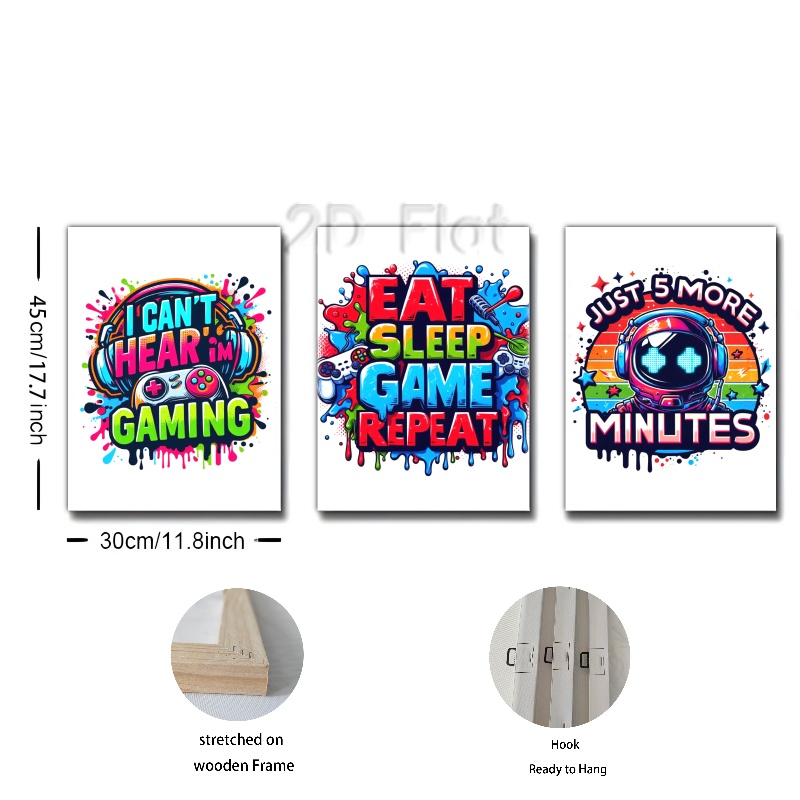 2D Flat
45cm/17.7inch
I CAN'T
HEAR iM
GAMING
EAT
SLEEP
GAME
REPEAT
JUST 5 MORE
MINUTES
30cm/11.8inch
stretched on
wooden Frame
Hook
Ready to Hang